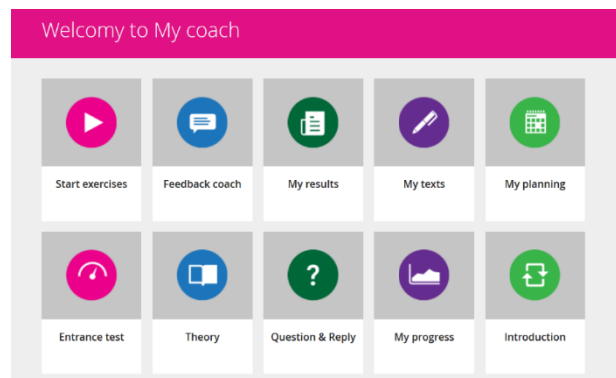 Welcomy to My coach
Start exercises
Feedback coach
My results
My texts
My planning
?
Entrance test
Theory
Question & Reply
My progress
Introduction